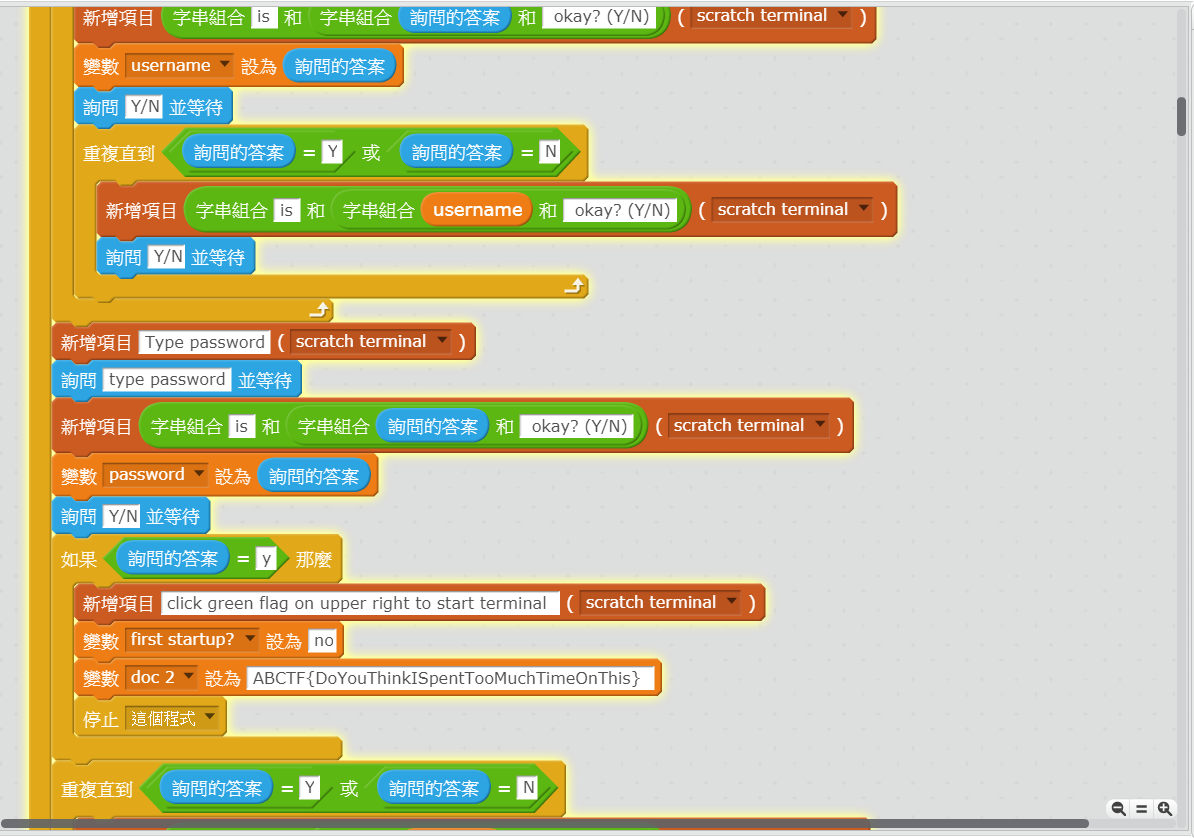 新增項目 字串組合 is 和 字串組合 詢問的答案 和 okay? (Y/N) ( scratch terminal )
變數 username 設為 詢問的答案
詢問 Y/N 並等待
重複直到 詢問的答案 = Y 或 詢問的答案 = N
新增項目 字串組合 is 和 字串組合 username 和 okay? (Y/N) ( scratch terminal )
詢問 Y/N 並等待
新增項目 Type password ( scratch terminal )
詢問 type password 並等待
新增項目 字串組合 is 和 字串組合 詢問的答案 和 okay? (Y/N) ( scratch terminal )
變數 password 設為 詢問的答案
詢問 Y/N 並等待
如果 詢問的答案 = y 那麼
新增項目 click green flag on upper right to start terminal ( scratch terminal )
變數 first startup? 設為 no
變數 doc 2 設為 ABCTF{DoYouThinkISpentTooMuchTimeOnThis}
停止 這個程式
重複直到 詢問的答案 = Y 或 詢問的答案 = N